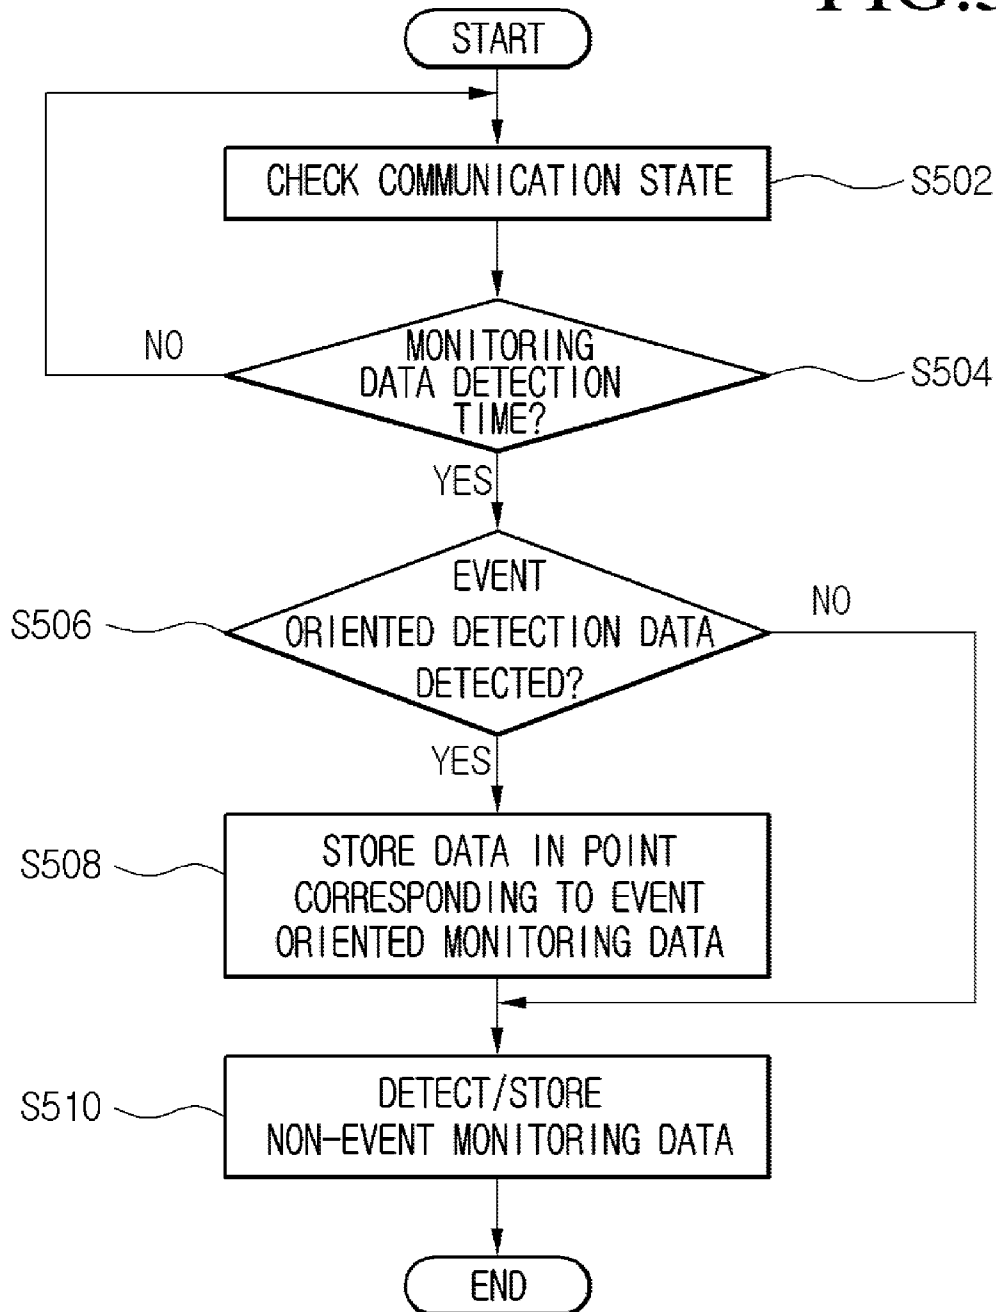 FIG.5
START
CHECK COMMUNICATION STATE
S502
NO
MONITORING
DATA DETECTION
TIME?
S504
YES
EVENT
ORIENTED DETECTION DATA
DETECTED?
S506
NO
YES
STORE DATA IN POINT
CORRESPONDING TO EVENT
ORIENTED MONITORING DATA
S508
DETECT/STORE
NON-EVENT MONITORING DATA
S510
END